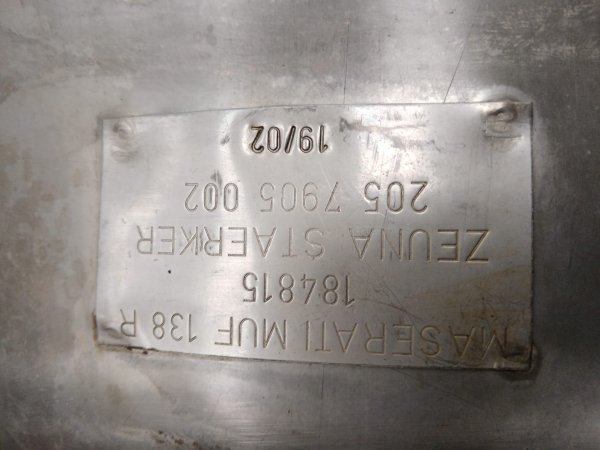 MASERATI MUF 138 R
184815
ZEUNA STAERKER
205 7905 002
19/02